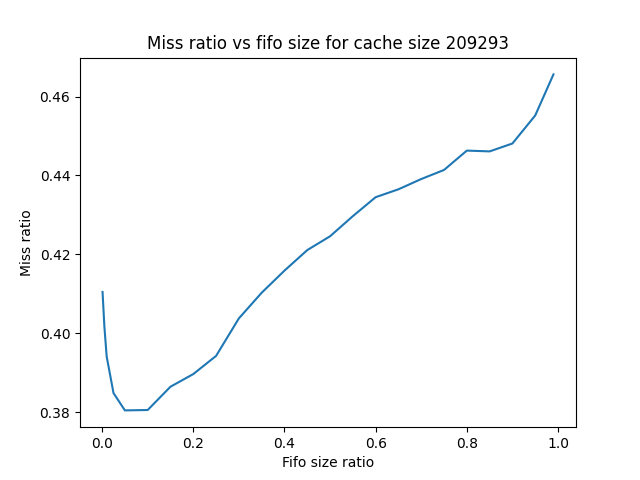 Miss ratio vs fifo size for cache size 209293
0.46
0.44
0.42
0.40
0.38
Miss ratio
0.0 0.2 0.4 0.6 0.8 1.0
Fifo size ratio